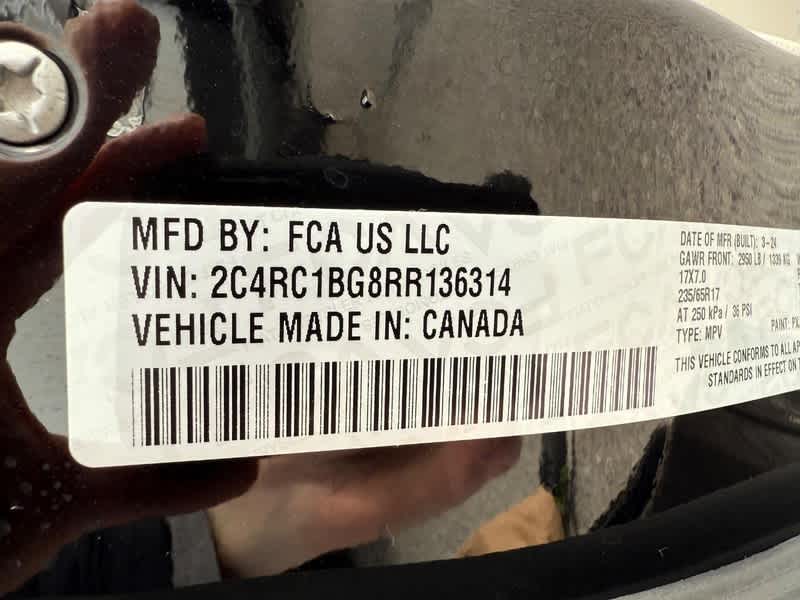 MFD BY: FCA US LLC
VIN: 2C4RC1BG8RR136314
VEHICLE MADE IN: CANADA
DATE OF MFR (BUILT): 3-24
GAWR FRONT: 2950 LB / 1339 KG
17X7.0
235/65R17
AT 250 kPa / 36 PSI
TYPE: MPV
PAINT: PX
THIS VEHICLE CONFORMS TO ALL AP
STANDARDS IN EFFECT ON T